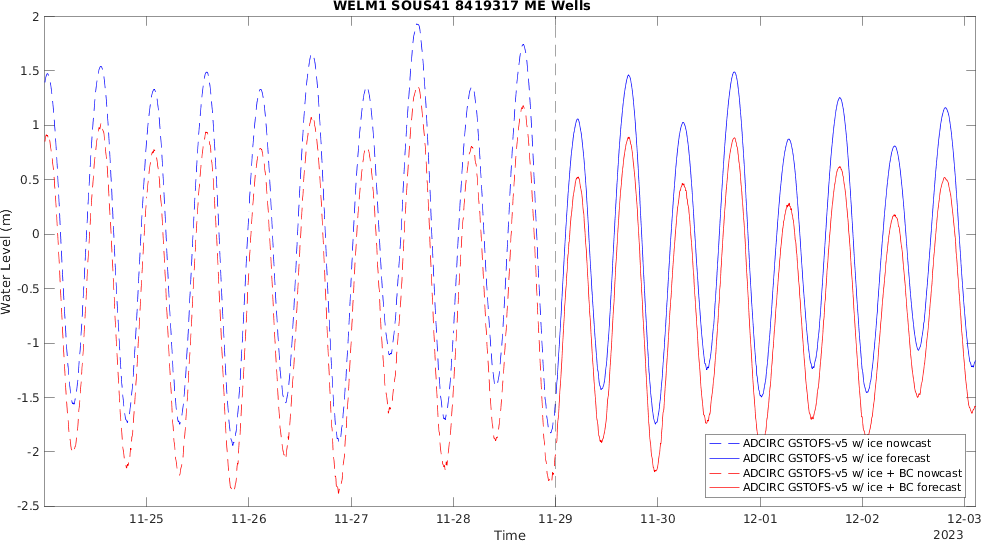 WELM1 SOUS41 8419317 ME Wells
Water Level (m)
2
1.5
1
0.5
0
-0.5
-1
-1.5
-2
-2.5
11-25 11-26 11-27 11-28 11-29 11-30 12-01 12-02 12-03
Time
2023
ADCIRC GSTOFS-v5 w/ ice nowcast
ADCIRC GSTOFS-v5 w/ ice forecast
ADCIRC GSTOFS-v5 w/ ice + BC nowcast
ADCIRC GSTOFS-v5 w/ ice + BC forecast